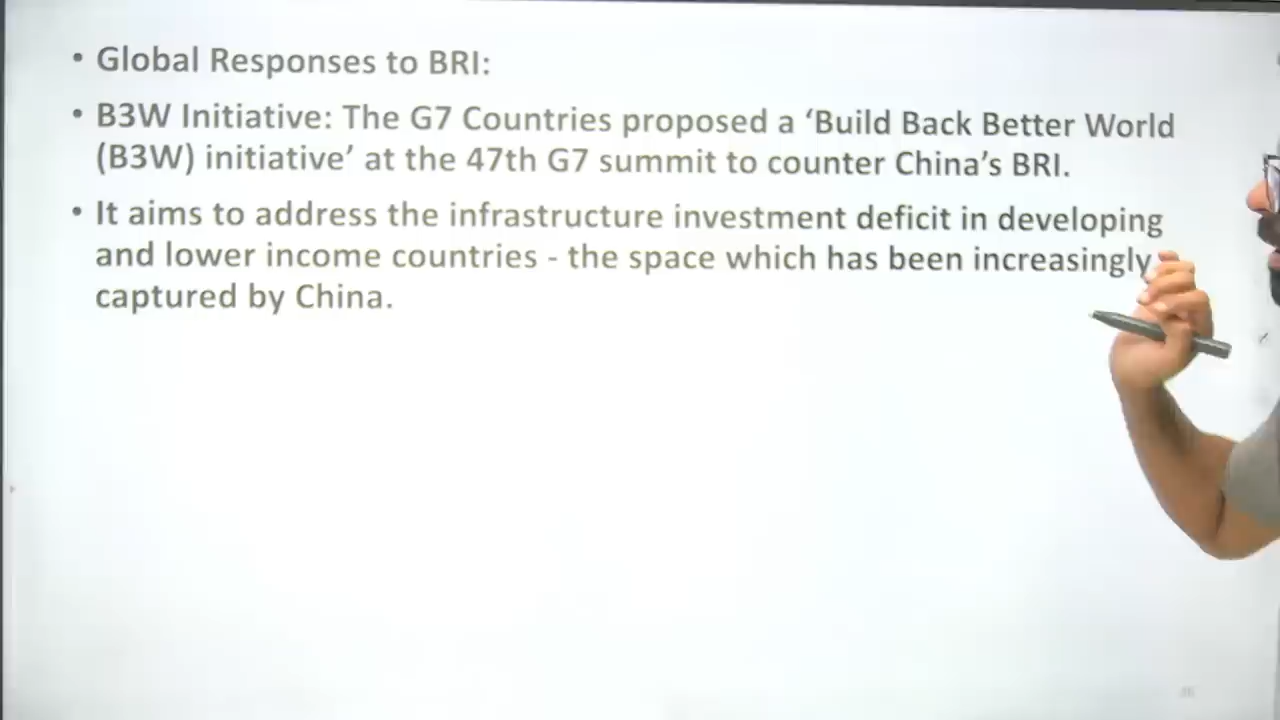 • Global Responses to BRI:
• B3W Initiative: The G7 Countries proposed a ‘Build Back Better World
(B3W) initiative’ at the 47th G7 summit to counter China’s BRI.
• It aims to address the infrastructure investment deficit in developing
and lower income countries - the space which has been increasingly
captured by China.